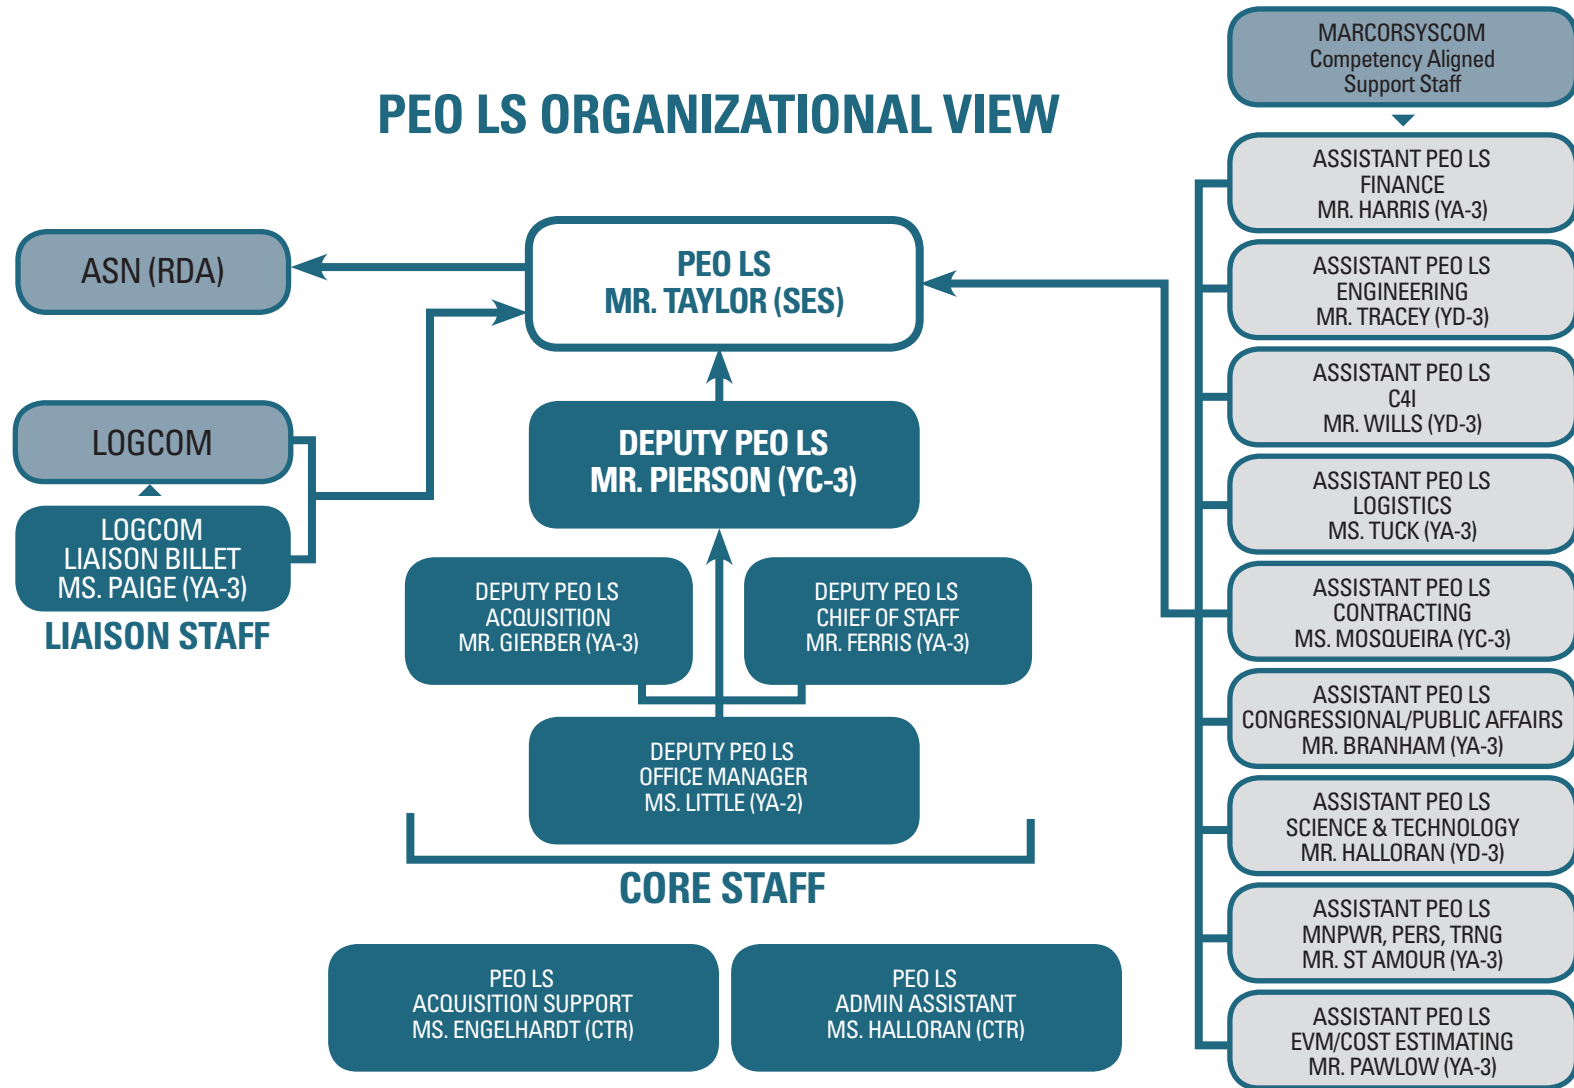 PEO LS ORGANIZATIONAL VIEW
MARCORSYSCOM
Competency Aligned
Support Staff
ASN (RDA)
PEO LS
MR. TAYLOR (SES)
LOGCOM
LOGCOM
LIAISON BILLET
MS. PAIGE (YA-3)
LIAISON STAFF
DEPUTY PEO LS
MR. PIERSON (YC-3)
DEPUTY PEO LS
ACQUISITION
MR. GIERBER (YA-3)
DEPUTY PEO LS
CHIEF OF STAFF
MR. FERRIS (YA-3)
DEPUTY PEO LS
OFFICE MANAGER
MS. LITTLE (YA-2)
CORE STAFF
PEO LS
ACQUISITION SUPPORT
MS. ENGELHARDT (CTR)
PEO LS
ADMIN ASSISTANT
MS. HALLORAN (CTR)
ASSISTANT PEO LS
FINANCE
MR. HARRIS (YA-3)
ASSISTANT PEO LS
ENGINEERING
MR. TRACEY (YD-3)
ASSISTANT PEO LS
C4I
MR. WILLS (YD-3)
ASSISTANT PEO LS
LOGISTICS
MS. TUCK (YA-3)
ASSISTANT PEO LS
CONTRACTING
MS. MOSQUEIRA (YC-3)
ASSISTANT PEO LS
CONGRESSIONAL/PUBLIC AFFAIRS
MR. BRANHAM (YA-3)
ASSISTANT PEO LS
SCIENCE & TECHNOLOGY
MR. HALLORAN (YD-3)
ASSISTANT PEO LS
MNPWR, PERS, TRNG
MR. ST AMOUR (YA-3)
ASSISTANT PEO LS
EVM/COST ESTIMATING
MR. PAWLOW (YA-3)